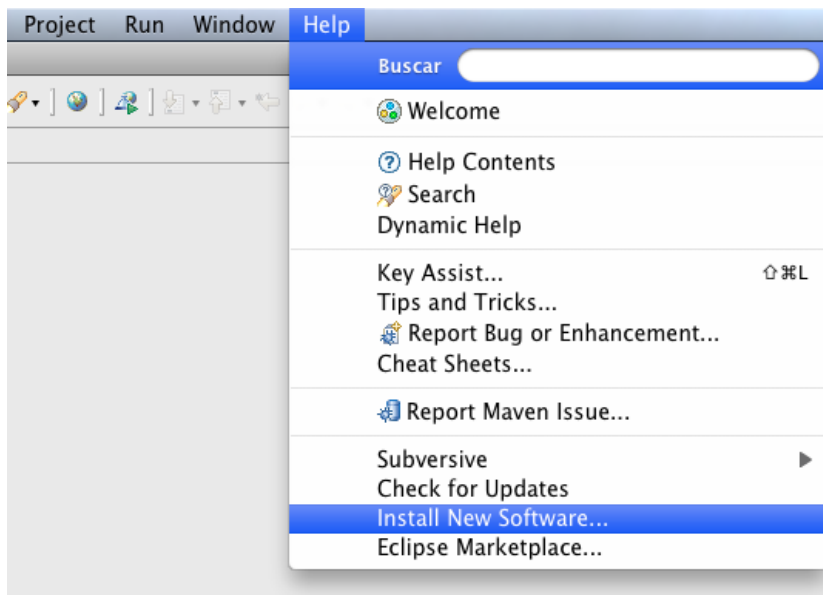 Project Run Window Help
Buscar
Welcome
Help Contents
Search
Dynamic Help
Key Assist... ⇧⌘L
Tips and Tricks...
Report Bug or Enhancement...
Cheat Sheets...
Report Maven Issue...
Subversive
Check for Updates
Install New Software...
Eclipse Marketplace...